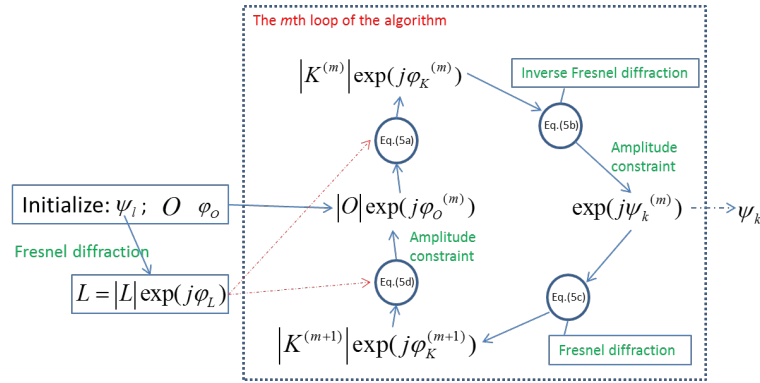 The mth loop of the algorithm
|K^(m)|exp(jφ_K^(m))
Inverse Fresnel diffraction
Eq.(5a)
Eq.(5b)
Amplitude
constraint
Initialize: ψ_l; O φ_O
|O|exp(jφ_O^(m))
exp(jψ_k^(m))
ψ_k
Fresnel diffraction
Amplitude
constraint
L=|L|exp(jφ_L)
Eq.(5d)
Eq.(5c)
|K^(m+1)|exp(jφ_K^(m+1))
Fresnel diffraction